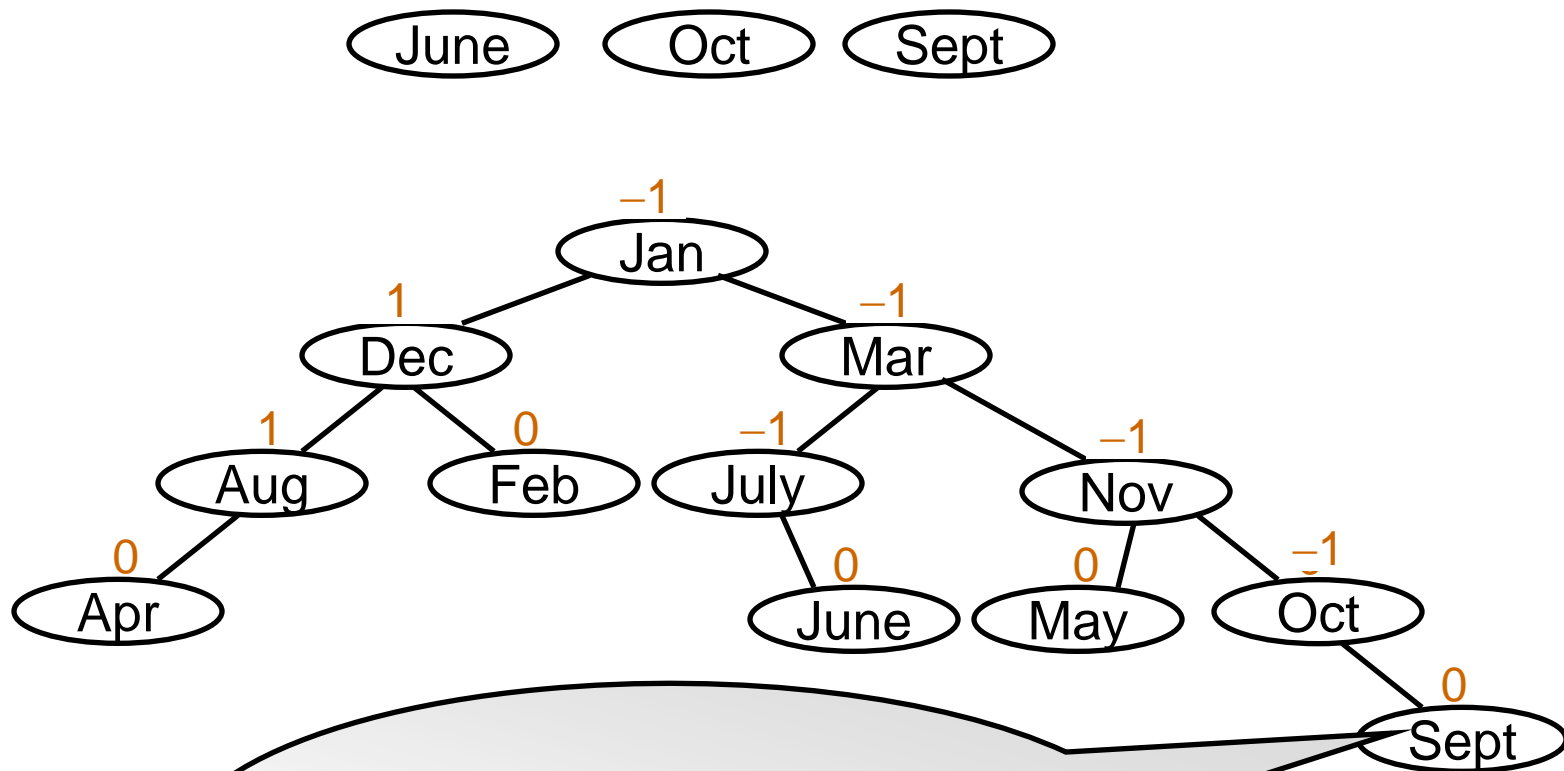 June Oct Sept
−1
Jan
1 −1
Dec Mar
1 0 −1 −1
Aug Feb July Nov
0 0 0 −1
Apr June May Oct
0
Sept